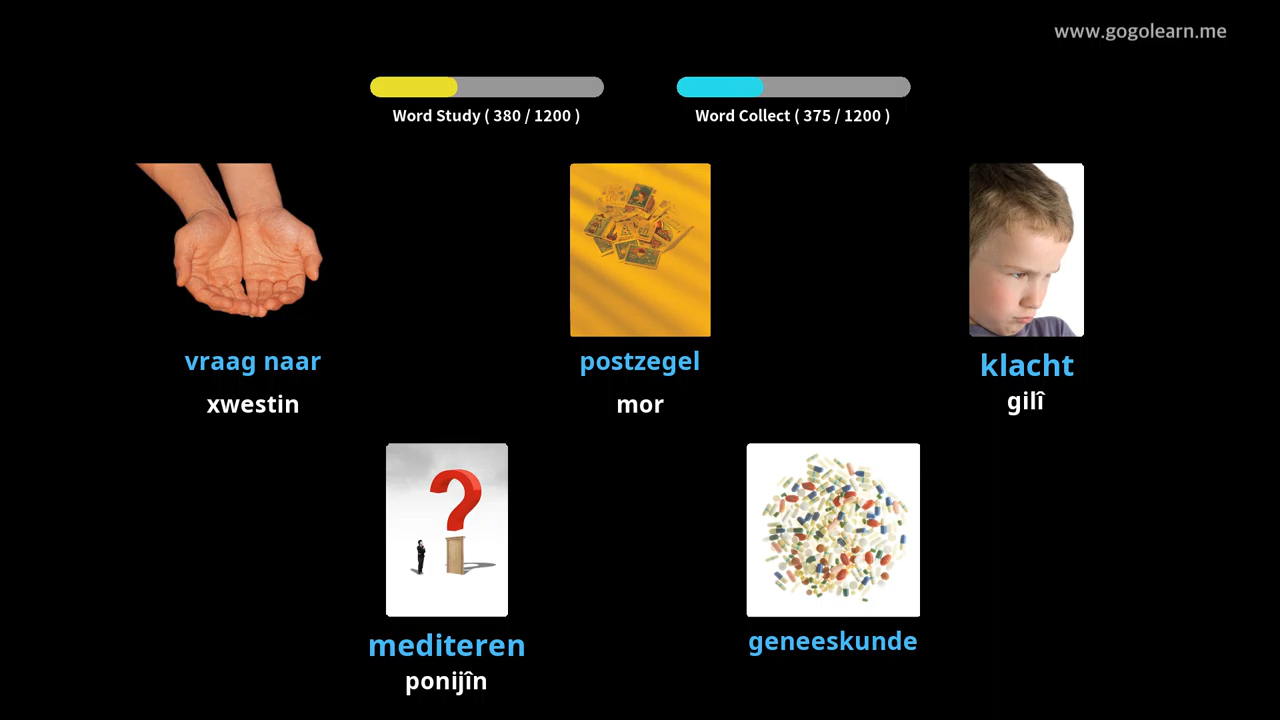 www.gogolearn.me
Word Study ( 380 / 1200 )
Word Collect ( 375 / 1200 )
vraag naar
xwestin
postzegel
mor
klacht
gilî
mediteren
ponijîn
geneeskunde